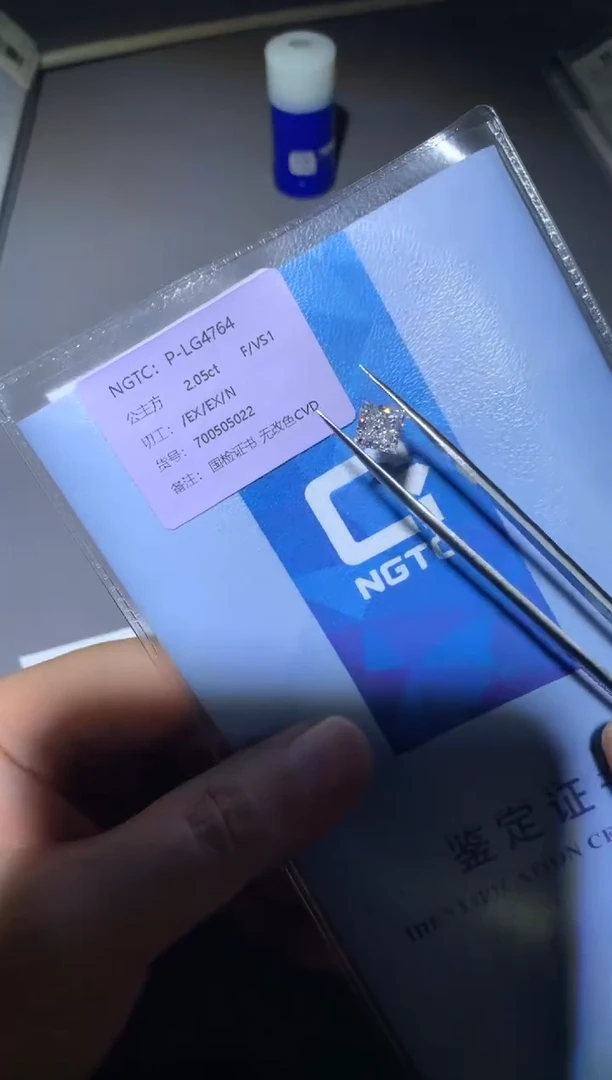 NGTC: P-LG4764
公主方 2.05ct F/VS1
切工: /EX/EX/N
货号: 700505022
备注: 国检证书 无改色CVD
NGTC
鉴定证